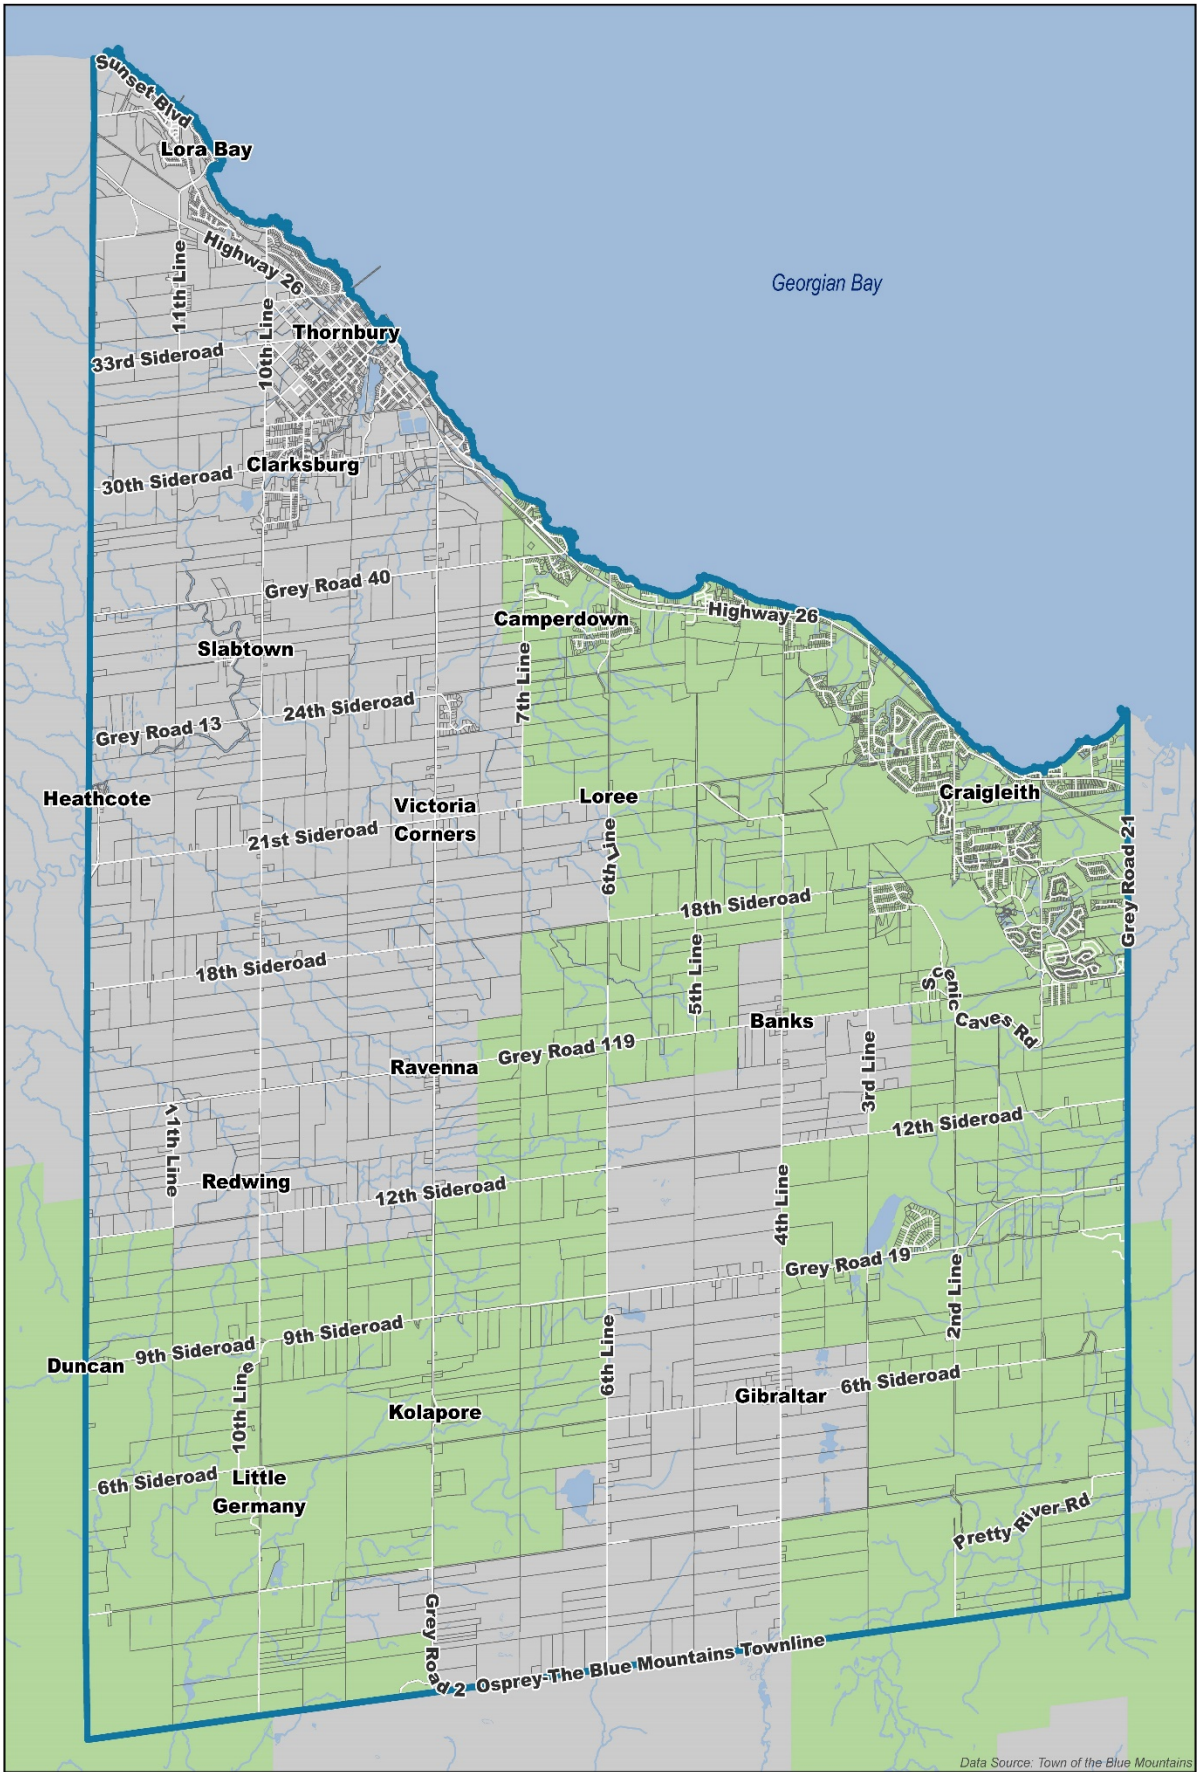 Sunset Blvd
Lora Bay
Highway 26
11th Line
Georgian Bay
10th Line
Thornbury
33rd Sideroad
Clarksburg
30th Sideroad
Grey Road 40
Camperdown
Highway 26
Slabtown
7th Line
24th Sideroad
Grey Road 13
Heathcote
Victoria
Corners
Loree
Craigleith
21st Sideroad
6th Line
Grey Road 21
18th Sideroad
18th Sideroad
5th Line
Scenic Caves Rd
Banks
Grey Road 119
Ravenna
3rd Line
12th Sideroad
11th Line
Redwing
12th Sideroad
4th Line
Grey Road 19
2nd Line
9th Sideroad
9th Sideroad
Duncan
6th Line
10th Line
Gibraltar
6th Sideroad
Kolapore
6th Sideroad
Little
Germany
Pretty River Rd
Grey Road 2
Osprey-The Blue Mountains Townline
Data Source: Town of the Blue Mountains